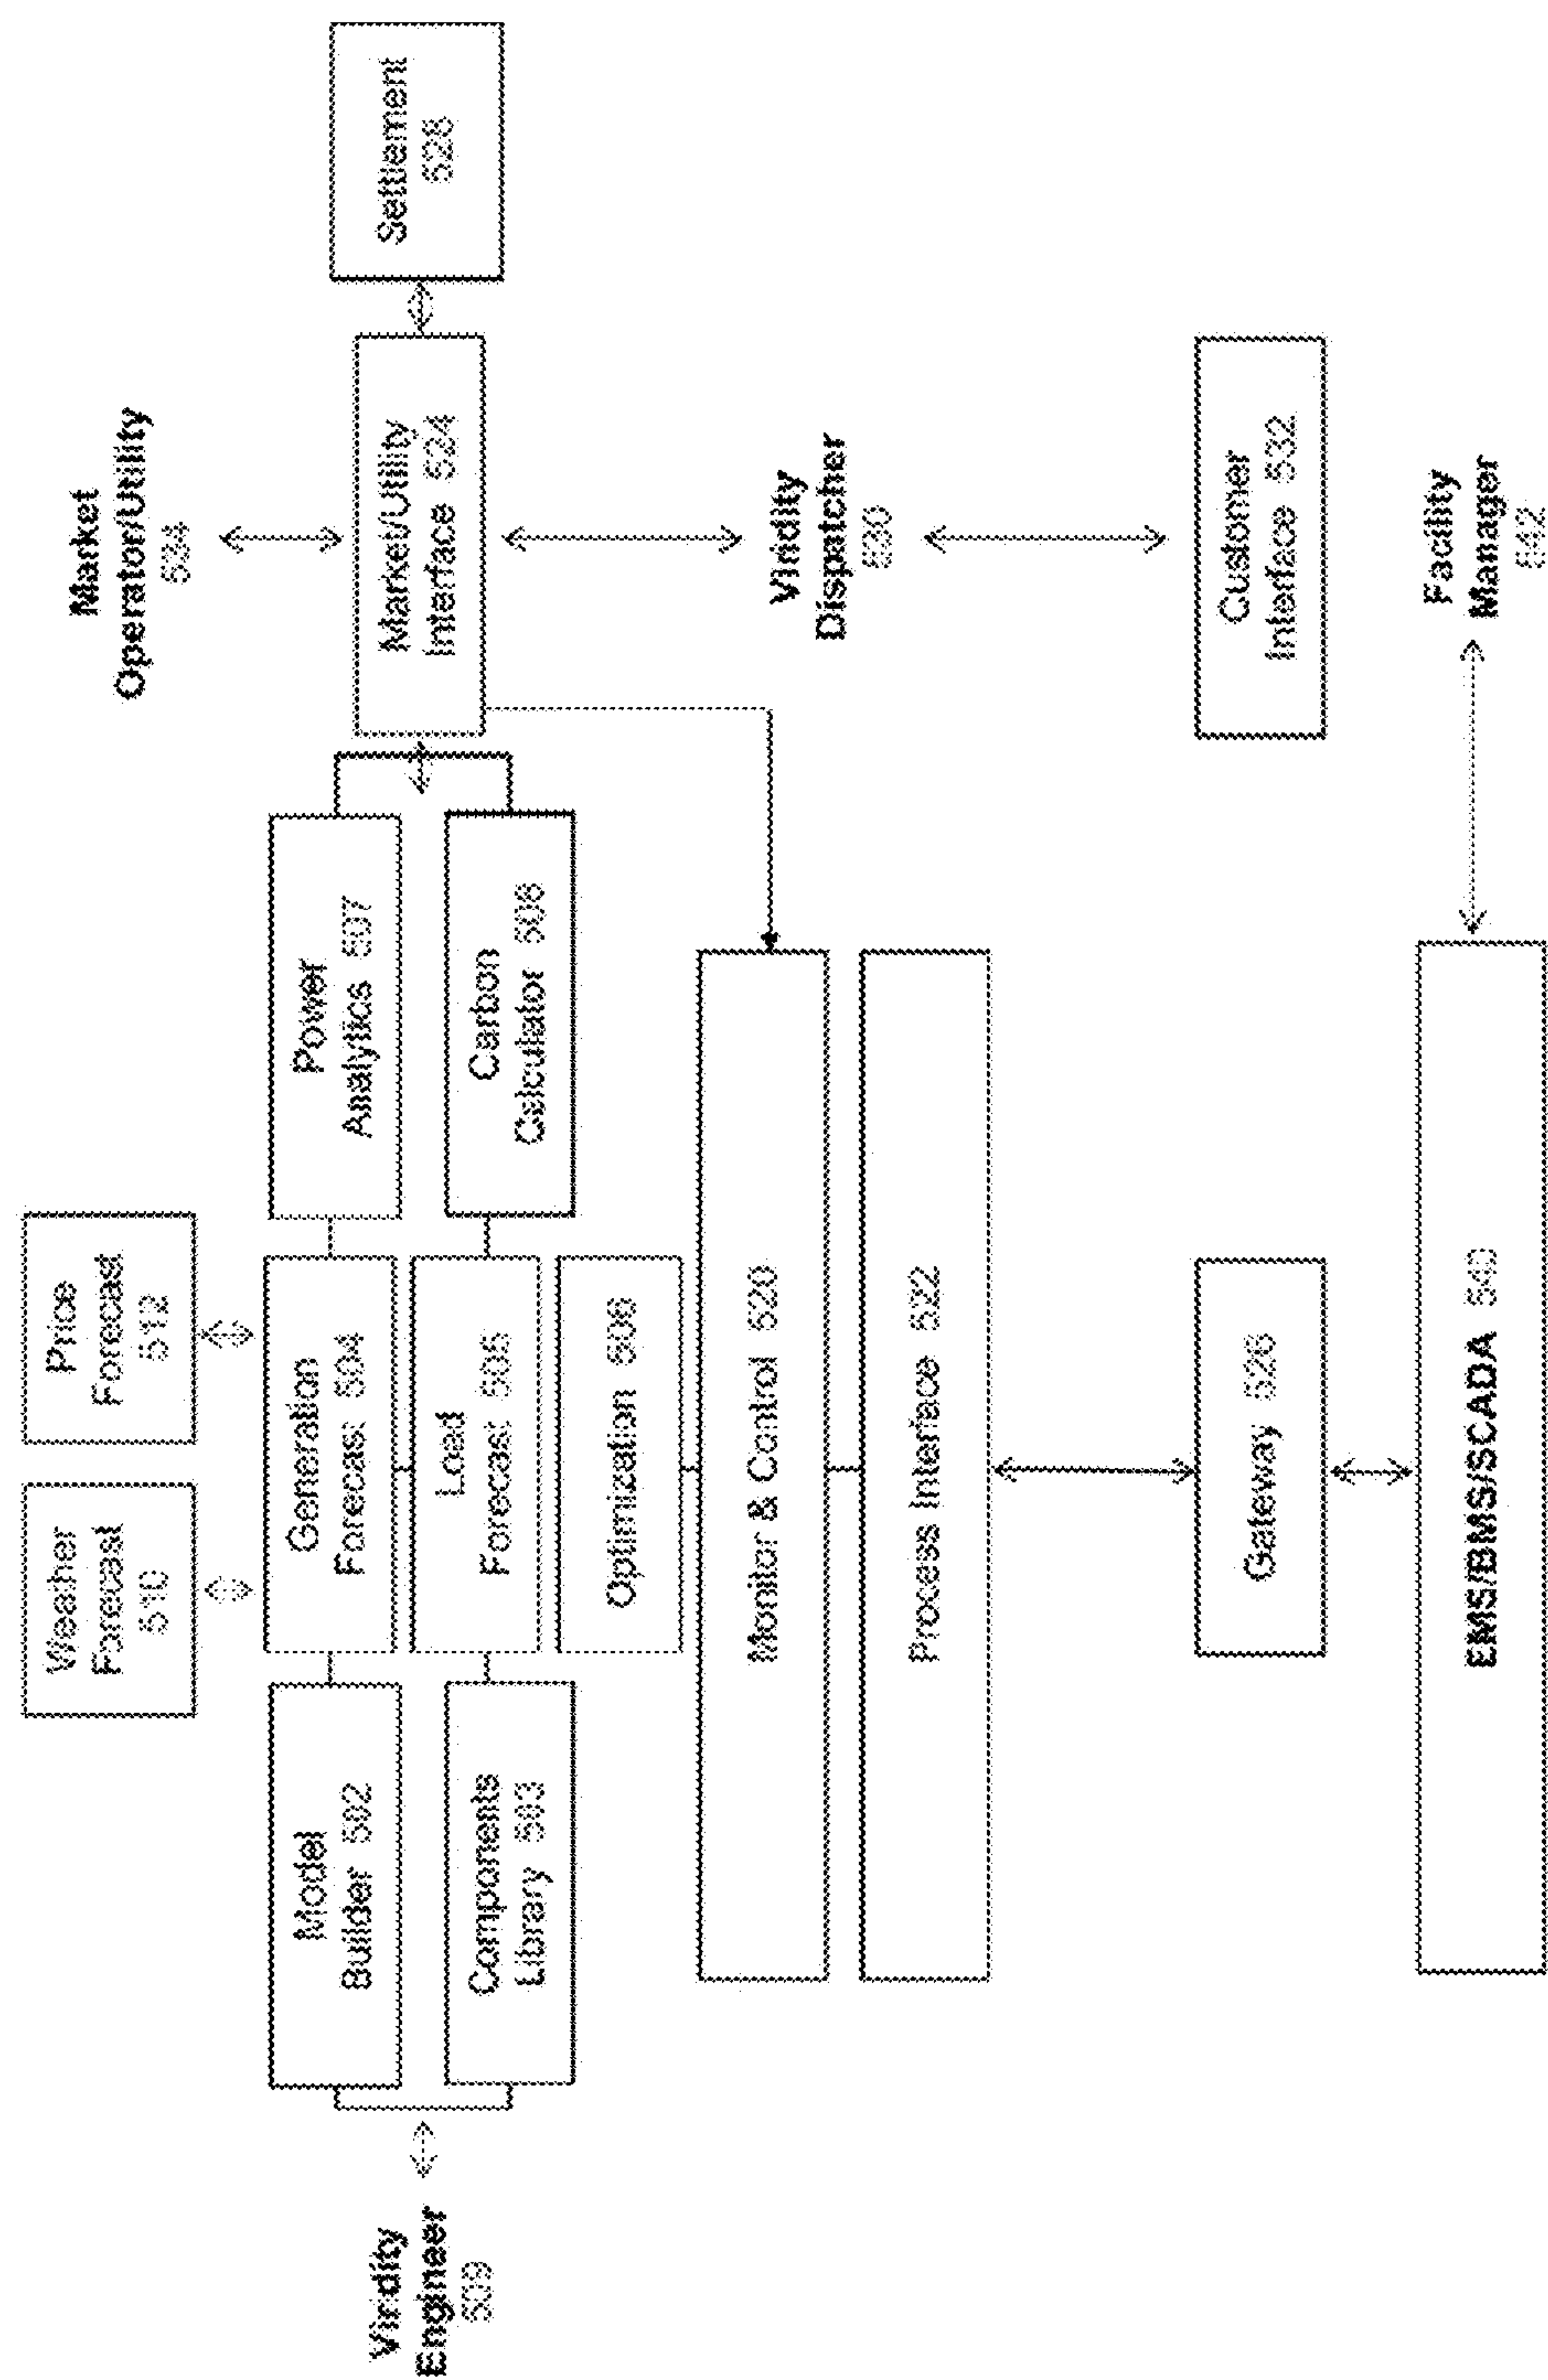 Weather
Forecast
510
Price
Forecast
512
Market
Operator/Utility
534
Viridity
Engineer
509
Model
Builder 502
Components
Library 503
Generation
Forecast 504
Load
Forecast 505
Optimization 506
Power
Analytics 507
Carbon
Calculator 508
Market/Utility
Interface 524
Settlement
528
Monitor & Control 520
Process Interface 522
Viridity
Dispatcher
530
Gateway 526
Customer
Interface 532
EMS/BMS/SCADA 540
Facility
Manager
542